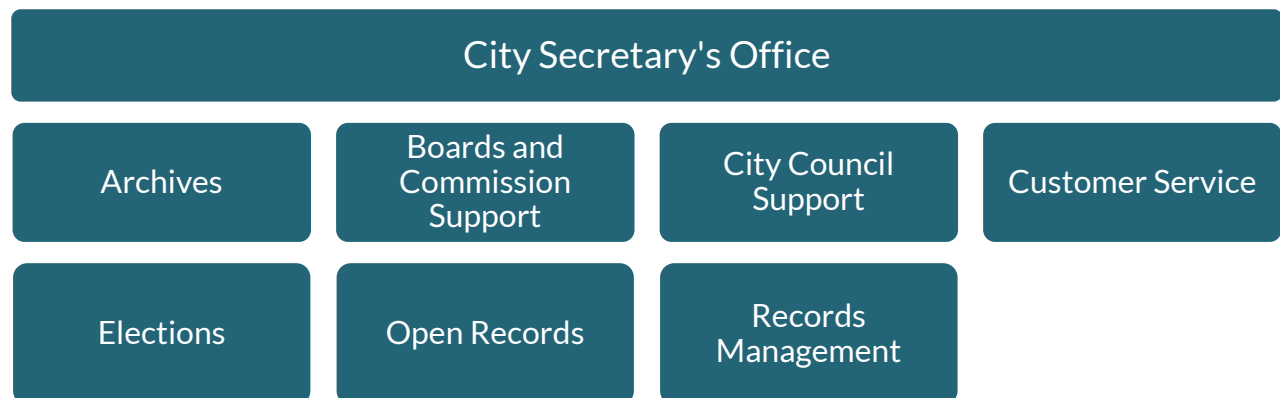 City Secretary's Office
Archives
Boards and
Commission
Support
City Council
Support
Customer Service
Elections
Open Records
Records
Management